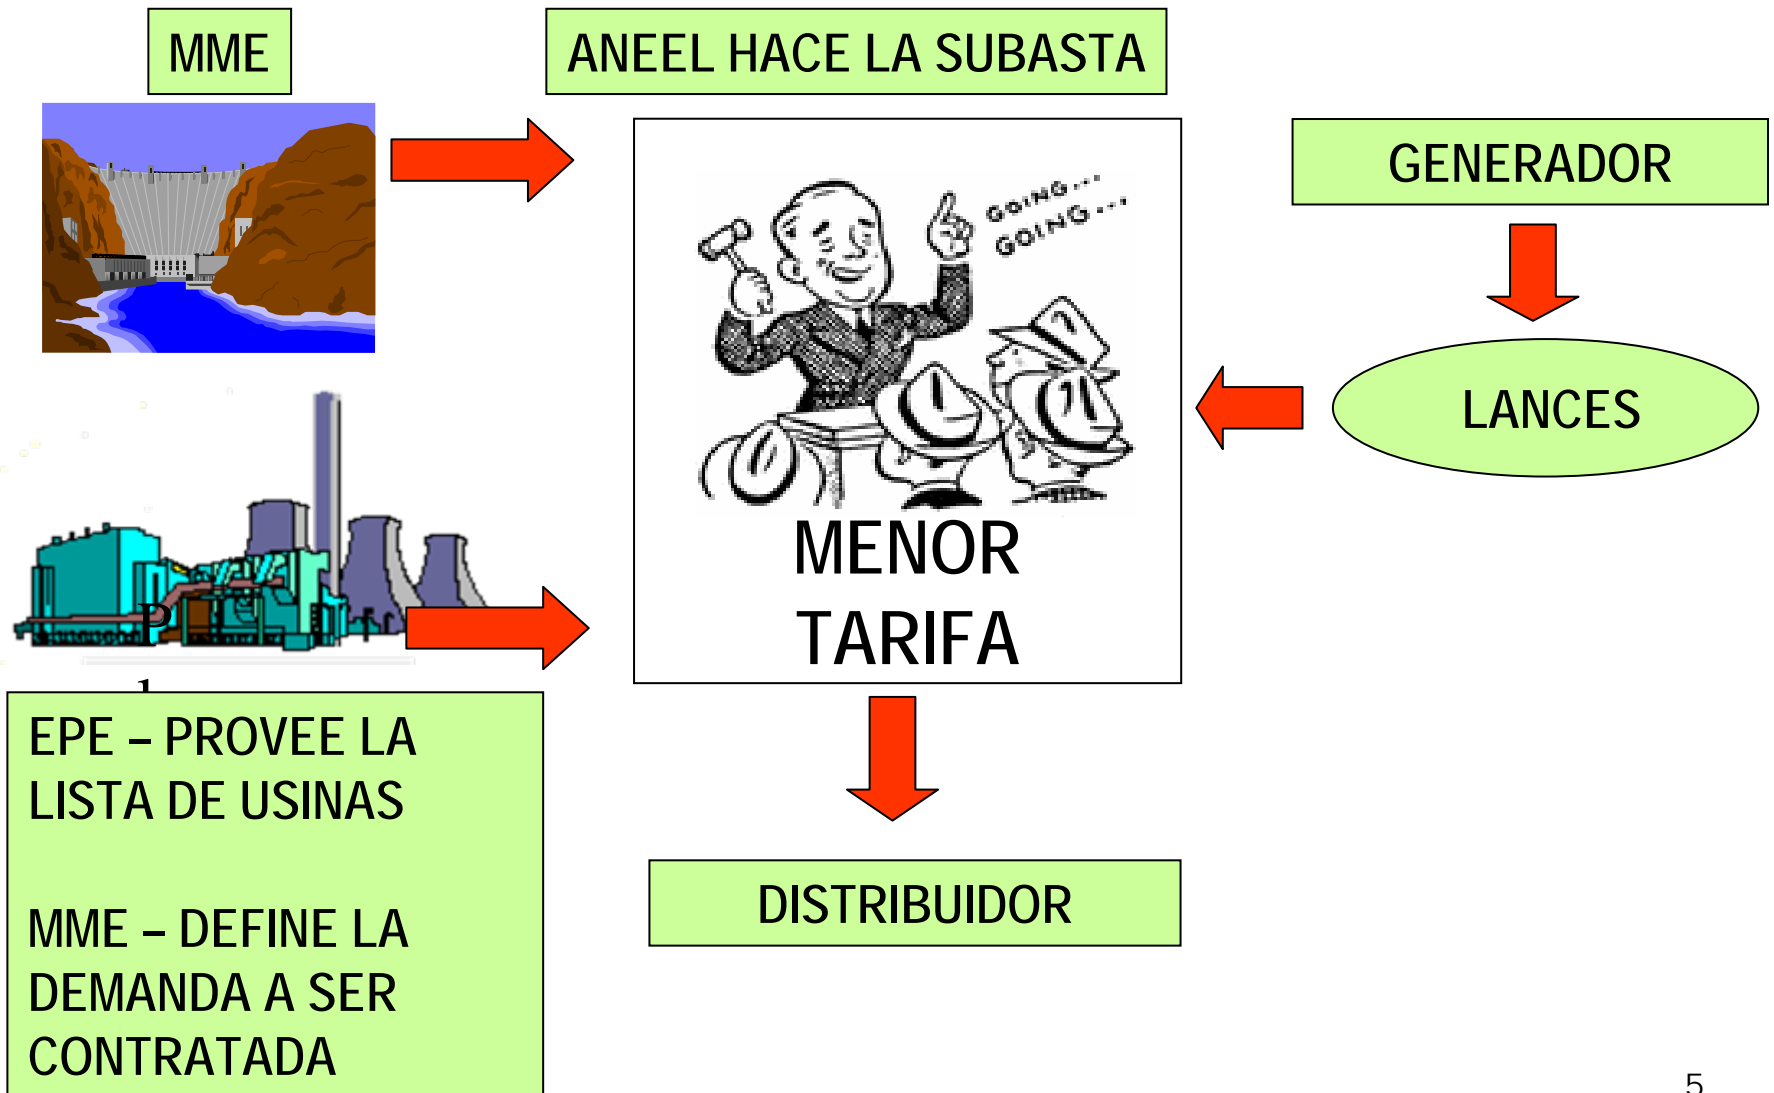 MME
ANEEL HACE LA SUBASTA
GENERADOR
GOING...
GOING...
LANCES
MENOR
TARIFA
P
EPE – PROVEE LA
LISTA DE USINAS
MME – DEFINE LA
DEMANDA A SER
CONTRATADA
DISTRIBUIDOR
5